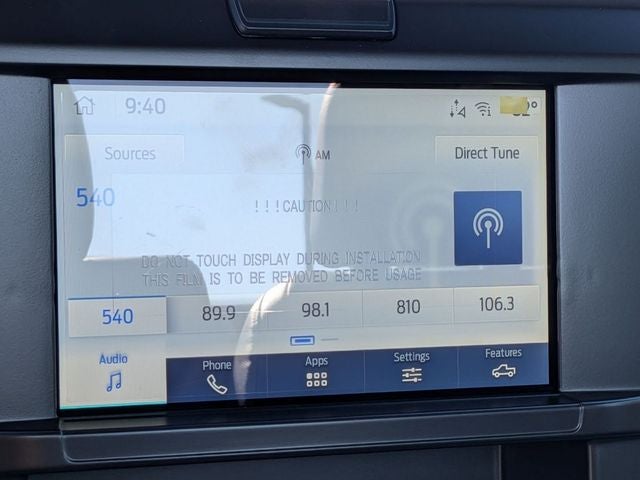 9:40
Sources
AM
Direct Tune
540
!!!CAUTION!!!
DO NOT TOUCH DISPLAY DURING INSTALLATION
THIS FILM IS TO BE REMOVED BEFORE USAGE
540 89.9 98.1 810 106.3
Audio Phone Apps Settings Features